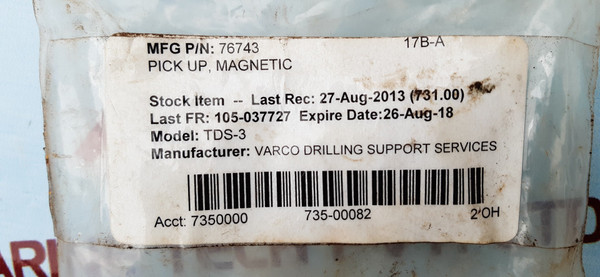 MFG P/N: 76743 17B-A
PICK UP, MAGNETIC
Stock Item -- Last Rec: 27-Aug-2013 (731.00)
Last FR: 105-037727 Expire Date:26-Aug-18
Model: TDS-3
Manufacturer: VARCO DRILLING SUPPORT SERVICES
Acct: 7350000 735-00082 2 OH